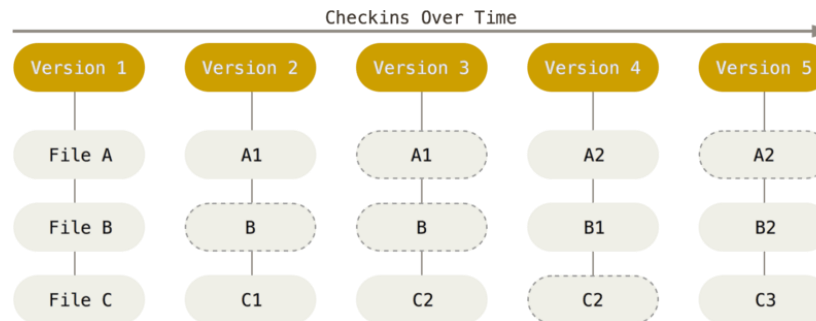 Checkins Over Time
Version 1 Version 2 Version 3 Version 4 Version 5
File A A1 A1 A2 A2
File B B B B1 B2
File C C1 C2 C2 C3